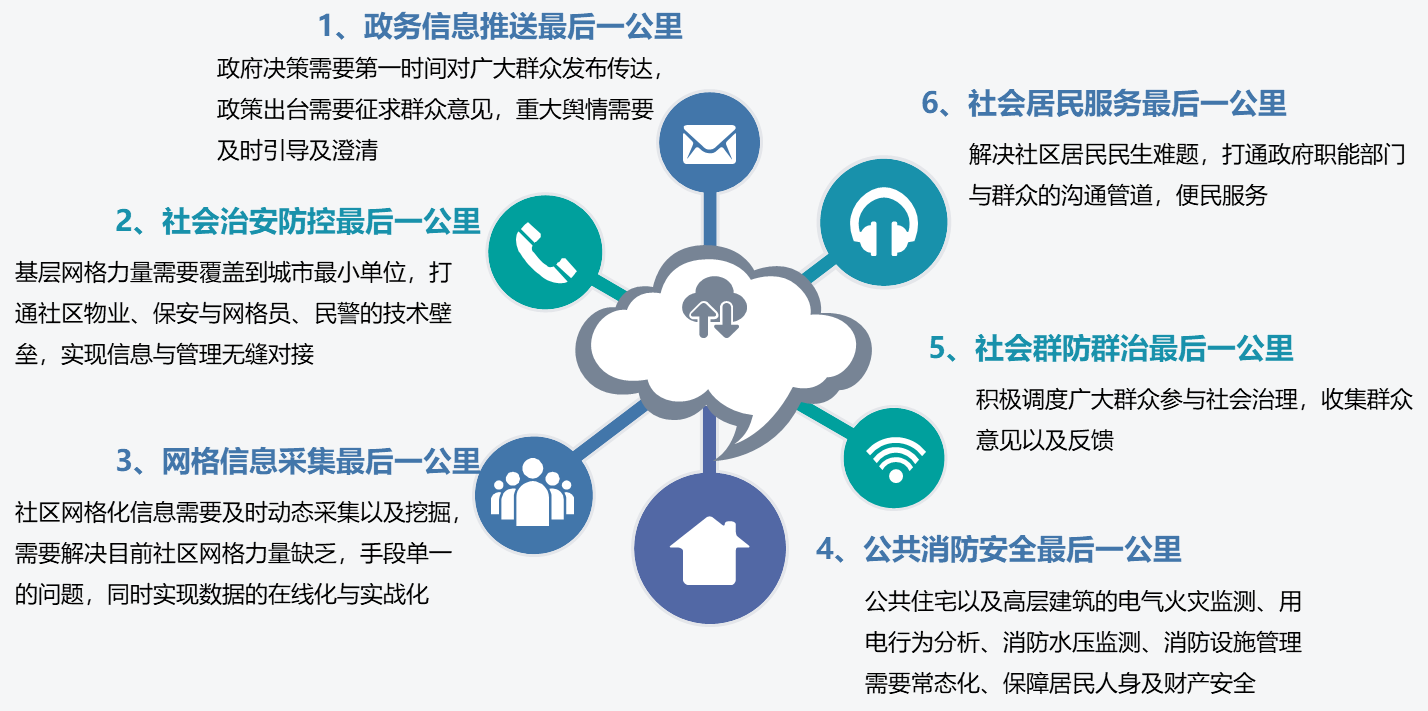 1、政务信息推送最后一公里
政府决策需要第一时间对广大群众发布传达，
政策出台需要征求群众意见，重大舆情需要
及时引导及澄清
2、社会治安防控最后一公里
基层网格力量需要覆盖到城市最小单位，打
通社区物业、保安与网格员、民警的技术壁
垒，实现信息与管理无缝对接
3、网格信息采集最后一公里
社区网格化信息需要及时动态采集以及挖掘，
需要解决目前社区网格力量缺乏，手段单一
的问题，同时实现数据的在线化与实战化
4、公共消防安全最后一公里
公共住宅以及高层建筑的电气火灾监测、用
电行为分析、消防水压监测、消防设施管理
需要常态化、保障居民人身及财产安全
5、社会群防群治最后一公里
积极调度广大群众参与社会治理，收集群众
意见以及反馈
6、社会居民服务最后一公里
解决社区居民民生难题，打通政府职能部门
与群众的沟通管道，便民服务